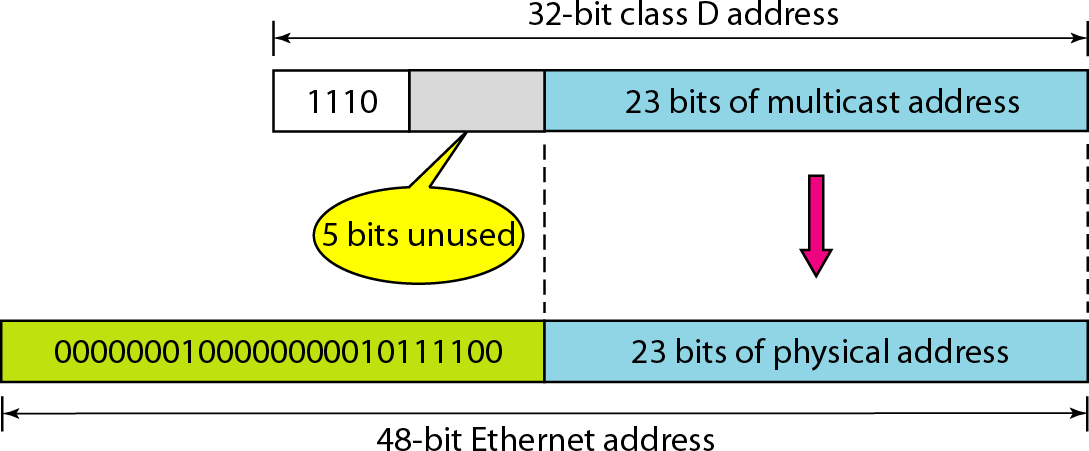 32-bit class D address
1110
23 bits of multicast address
5 bits unused
0000000100000000010111100
23 bits of physical address
48-bit Ethernet address